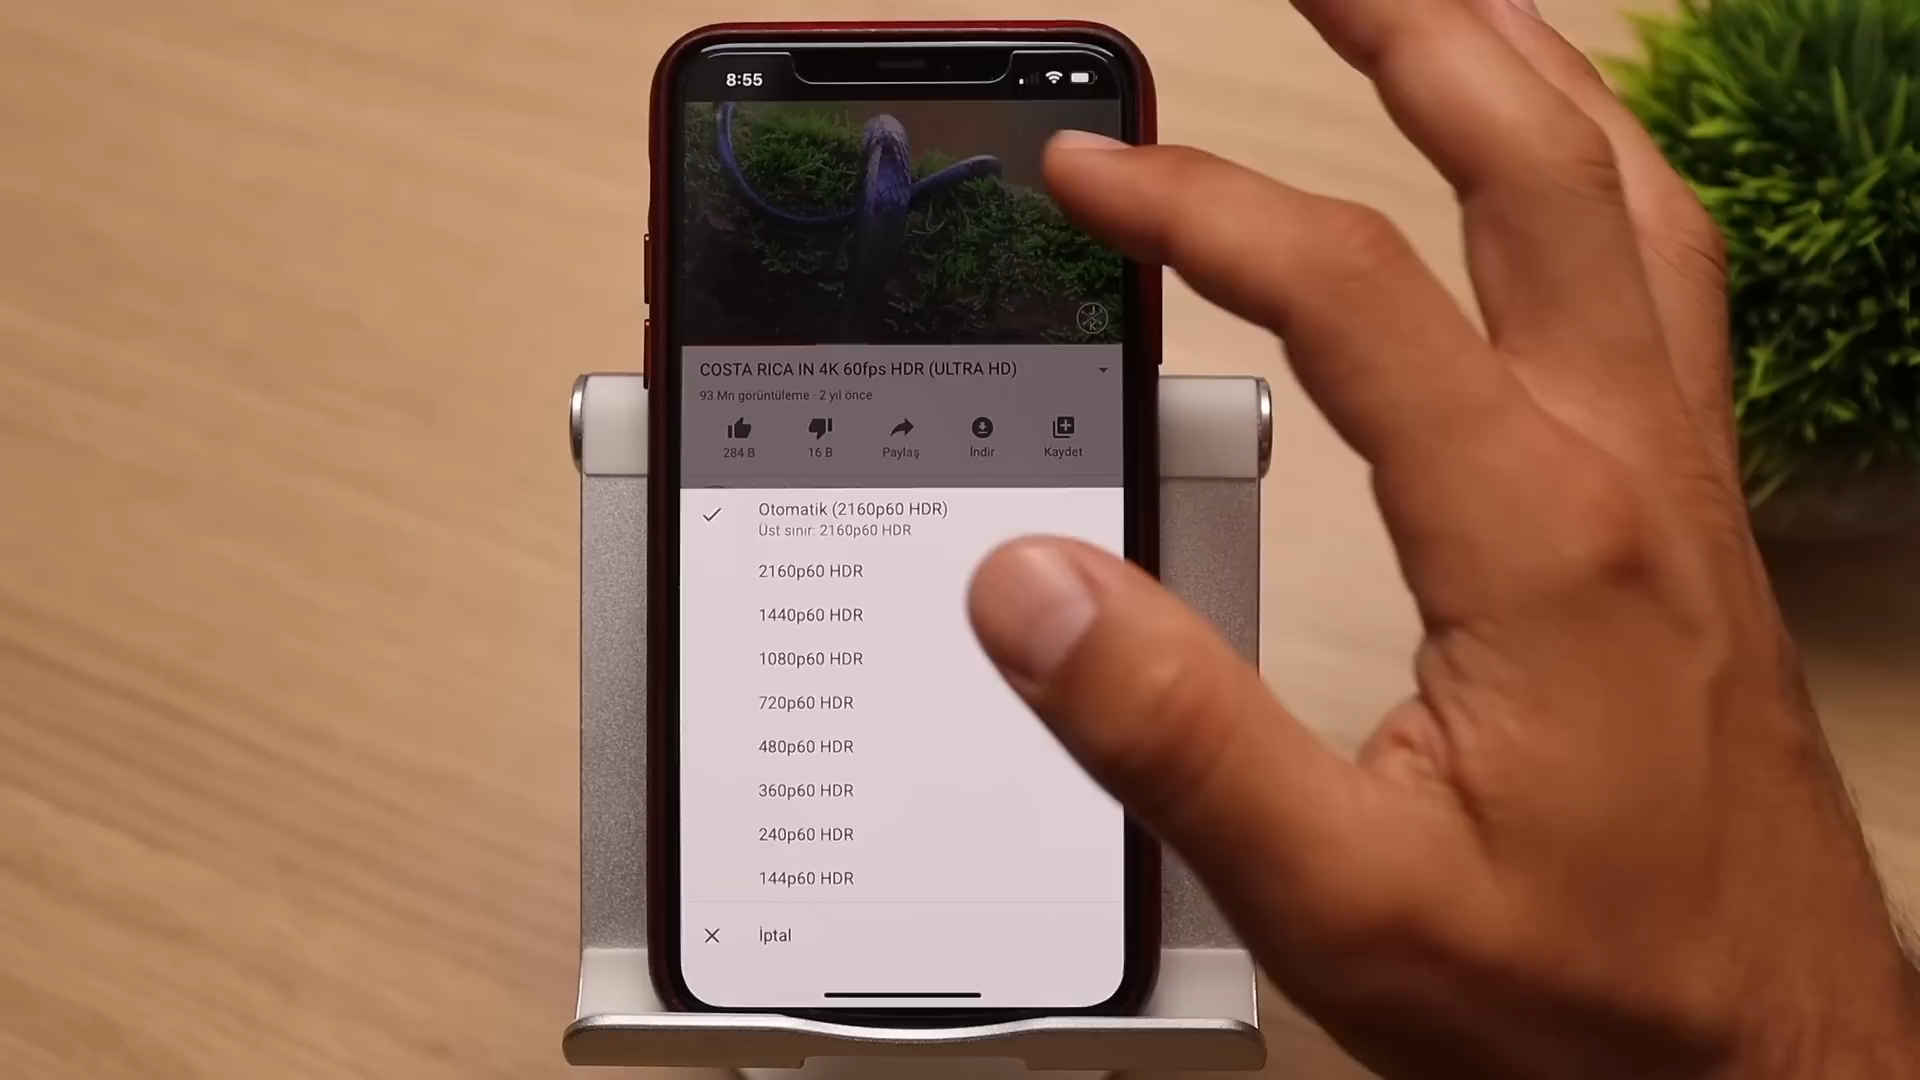 8:55
J
K
COSTA RICA IN 4K 60fps HDR (ULTRA HD)
93 Mn görüntüleme · 2 yıl önce
284 B
16 B
Paylaş
İndir
Kaydet
Otomatik (2160p60 HDR)
Üst sınır: 2160p60 HDR
2160p60 HDR
1440p60 HDR
1080p60 HDR
720p60 HDR
480p60 HDR
360p60 HDR
240p60 HDR
144p60 HDR
İptal